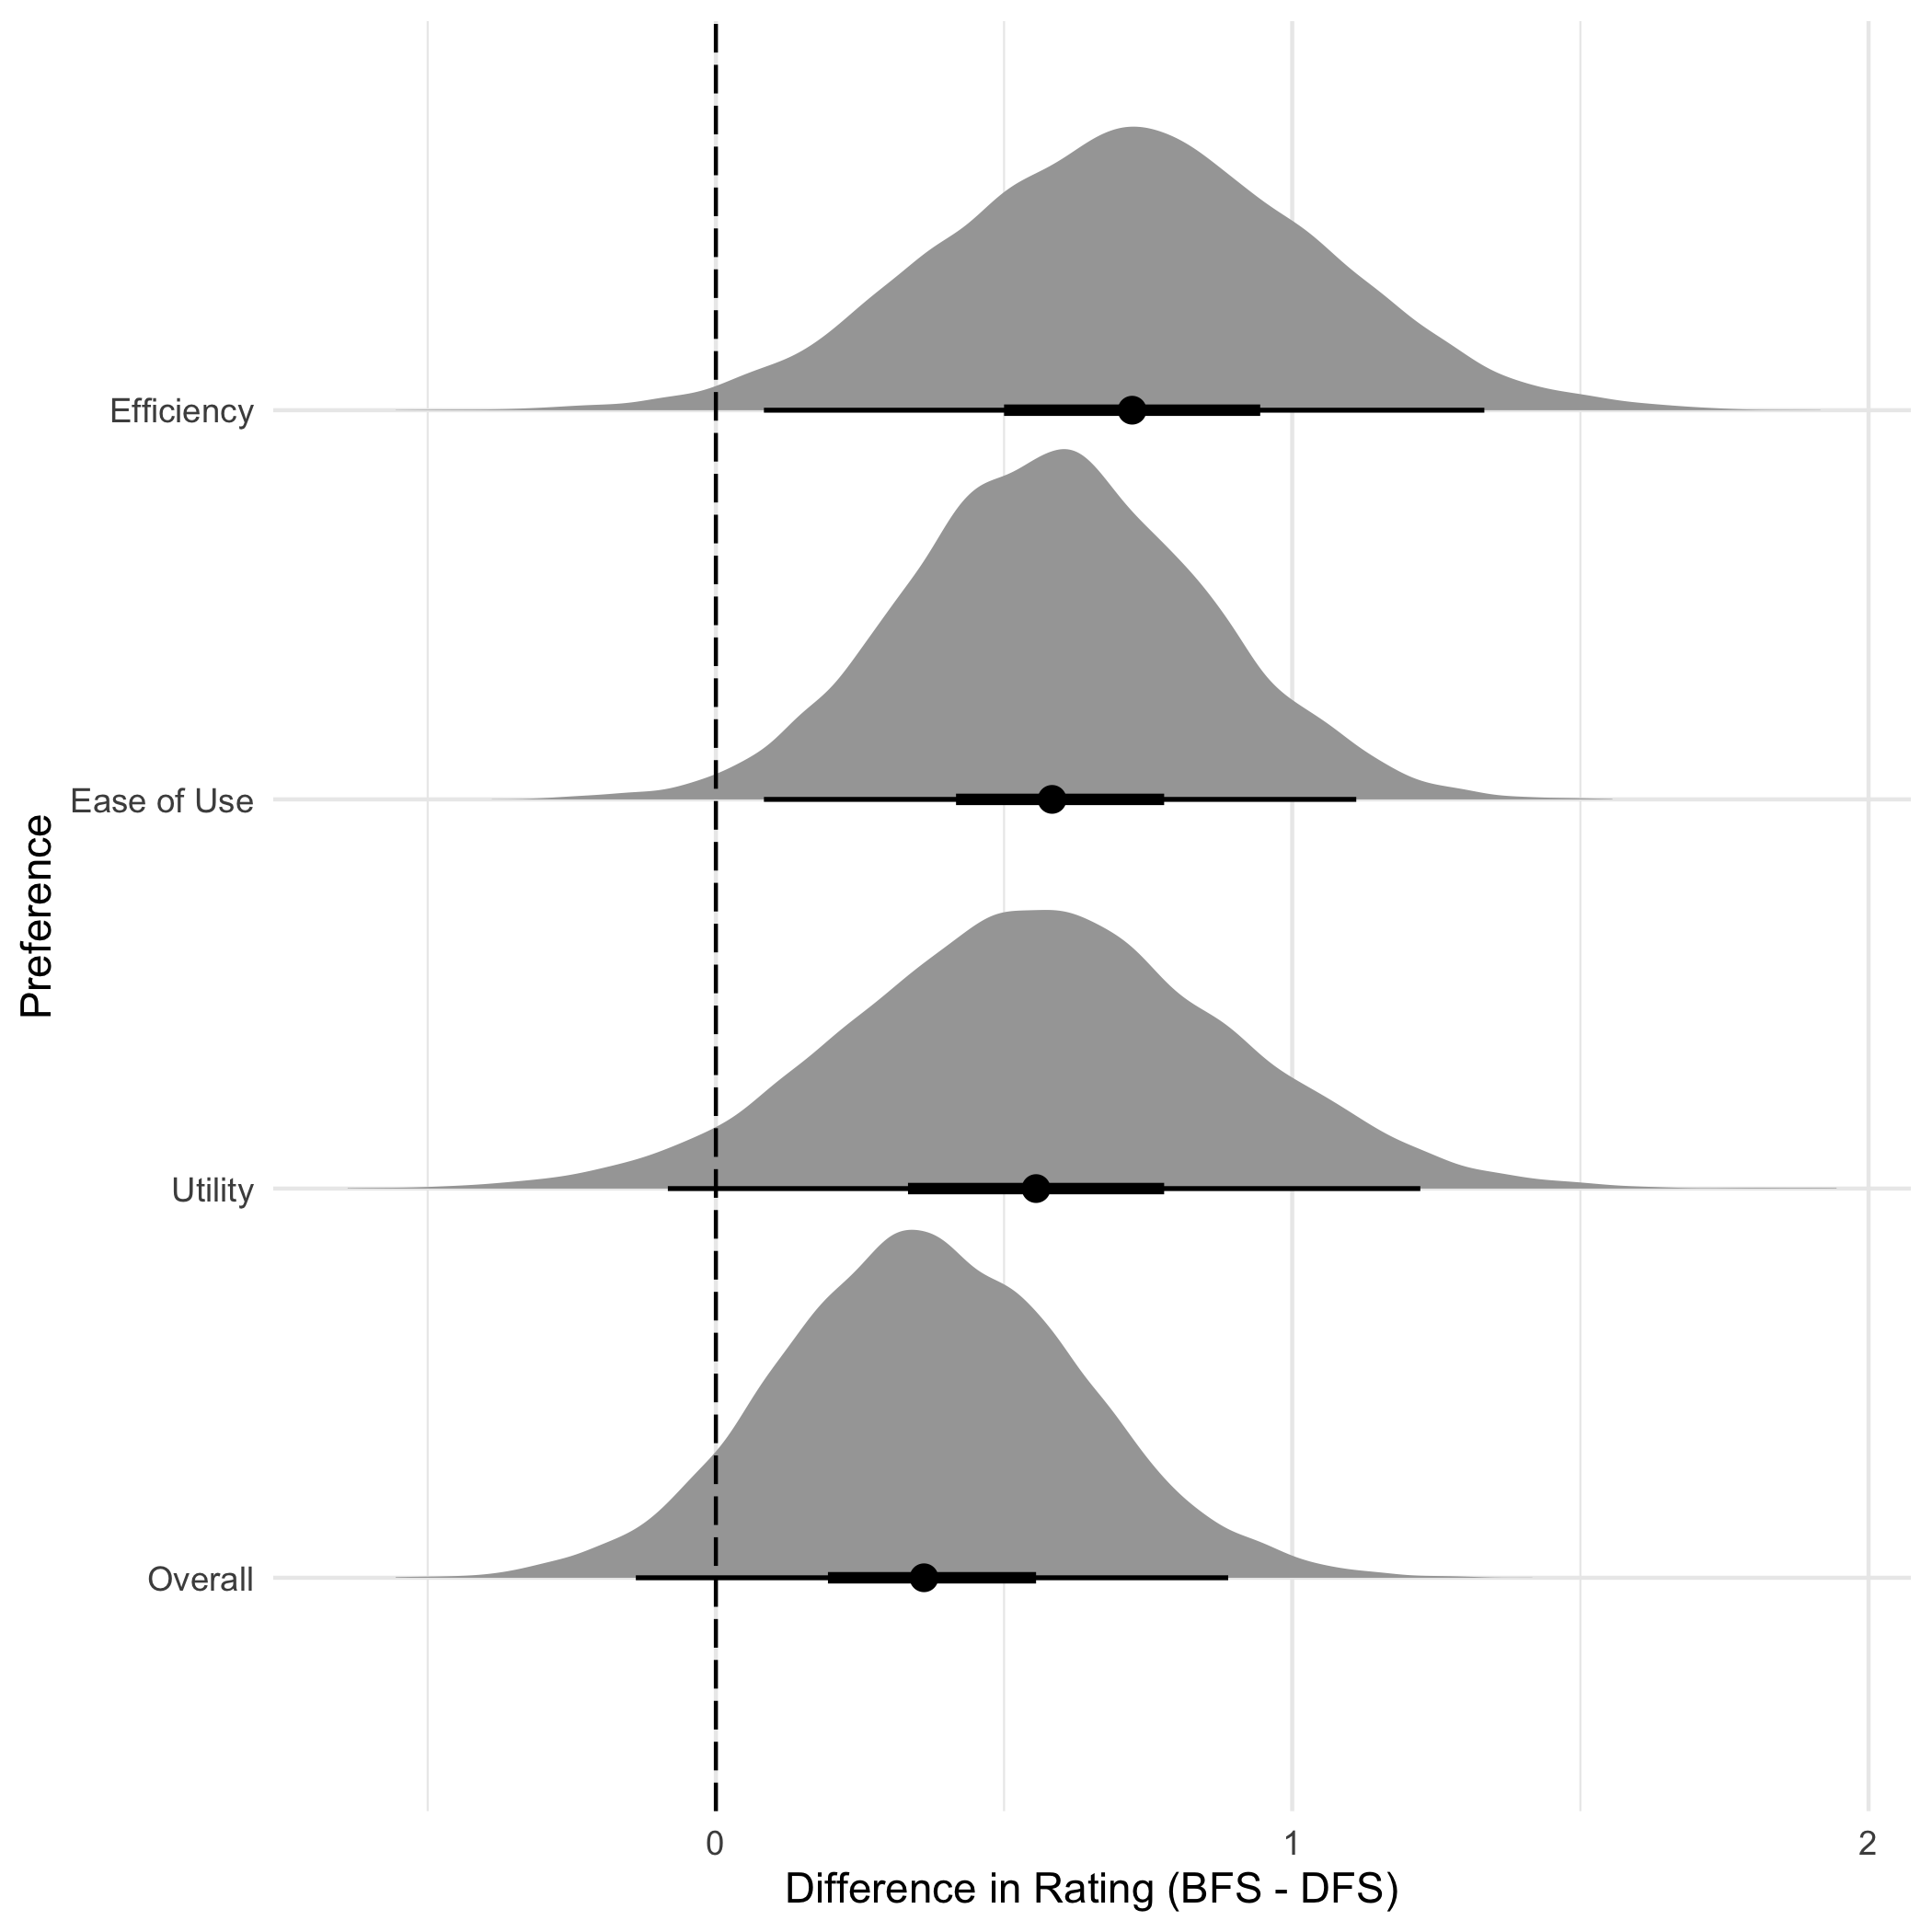 Preference
Efficiency
Ease of Use
Utility
Overall
0
1
2
Difference in Rating (BFS - DFS)